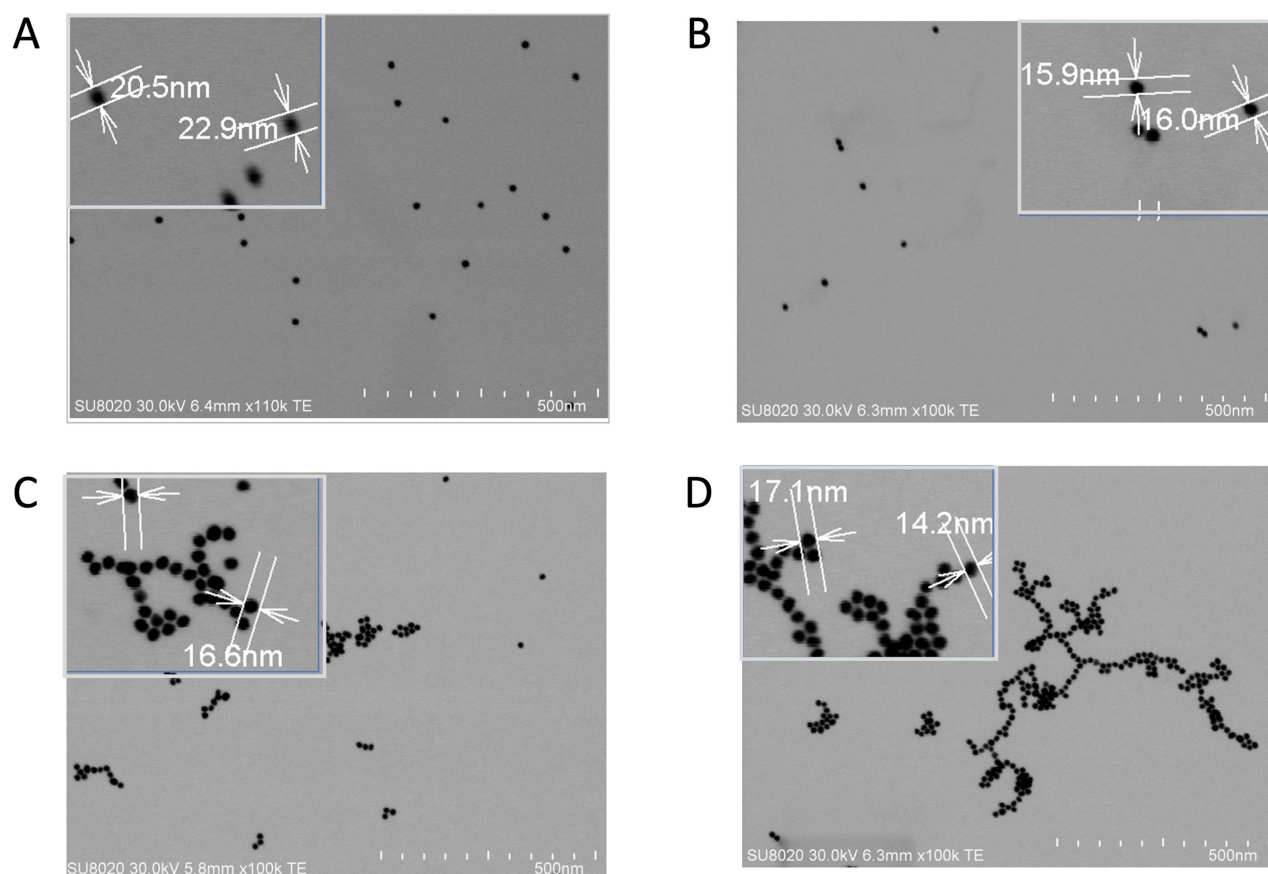 A
20.5nm
22.9nm
SU8020 30.0kV 6.4mm x110k TE
500nm
B
15.9nm
16.0nm
SU8020 30.0kV 6.3mm x100k TE
500nm
C
16.6nm
SU8020 30.0kV 5.8mm x100k TE
500nm
D
17.1nm
14.2nm
SU8020 30.0kV 6.3mm x100k TE
500nm